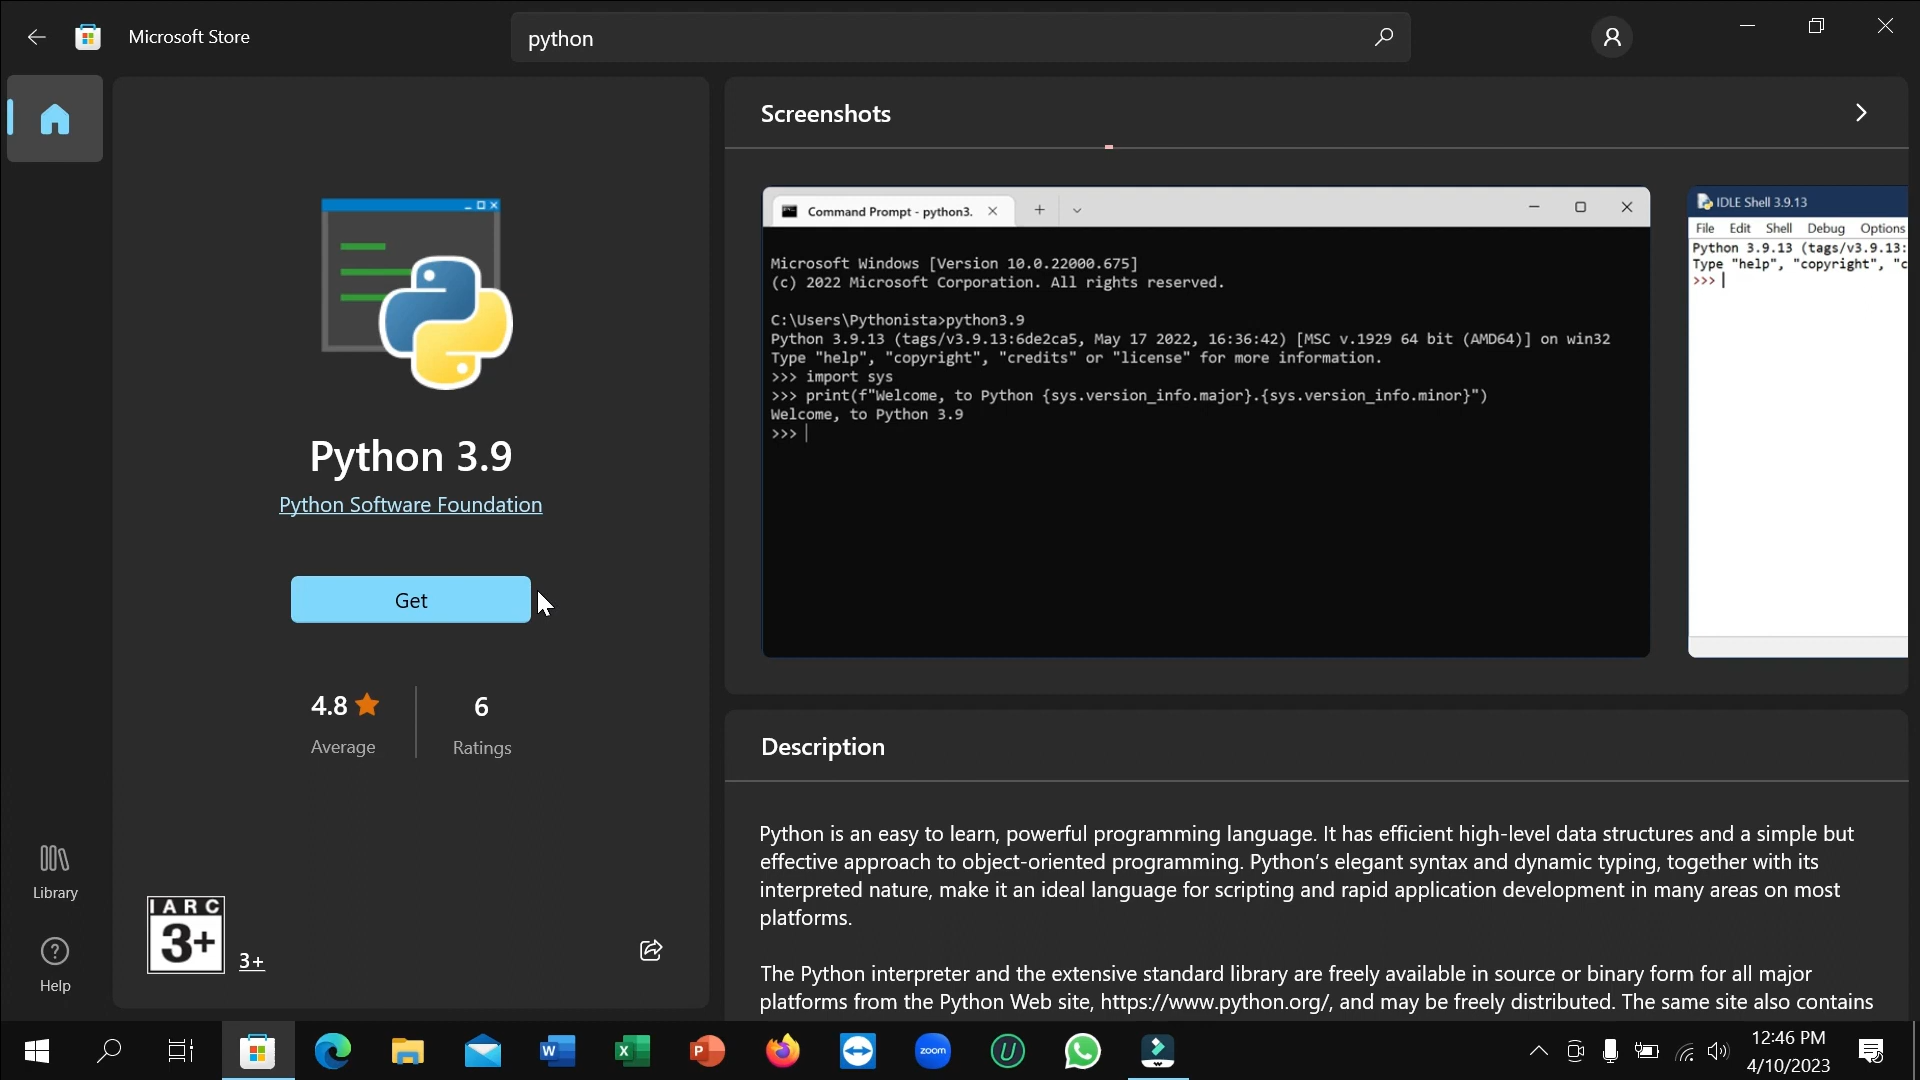 Microsoft Store
python
Screenshots
Command Prompt - python3.
Microsoft Windows [Version 10.0.22000.675]
(c) 2022 Microsoft Corporation. All rights reserved.
C:\Users\Pythonista>python3.9
Python 3.9.13 (tags/v3.9.13:6de2ca5, May 17 2022, 16:36:42) [MSC v.1929 64 bit (AMD64)] on win32
Type "help", "copyright", "credits" or "license" for more information.
>>> import sys
>>> print(f"Welcome, to Python {sys.version_info.major}.{sys.version_info.minor}")
Welcome, to Python 3.9
>>>
IDLE Shell 3.9.13
File Edit Shell Debug Options
Python 3.9.13 (tags/v3.9.13:
Type "help", "copyright", "c
>>>
Python 3.9
Python Software Foundation
Get
4.8
Average
6
Ratings
IARC
3+
3+
Library
Help
Description
Python is an easy to learn, powerful programming language. It has efficient high-level data structures and a simple but
effective approach to object-oriented programming. Python’s elegant syntax and dynamic typing, together with its
interpreted nature, make it an ideal language for scripting and rapid application development in many areas on most
platforms.
The Python interpreter and the extensive standard library are freely available in source or binary form for all major
platforms from the Python Web site, https://www.python.org/, and may be freely distributed. The same site also contains
W
X
P
zoom
U
12:46 PM
4/10/2023